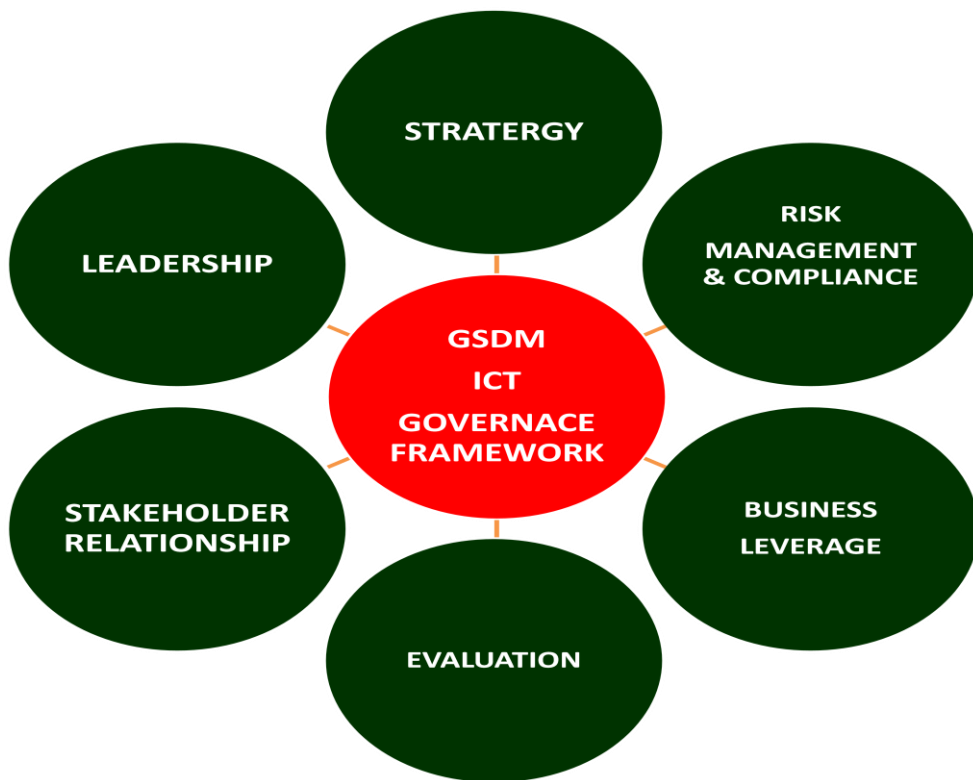 STRATERGY
RISK
MANAGEMENT
& COMPLIANCE
LEADERSHIP
GSDM
ICT
GOVERNACE
FRAMEWORK
STAKEHOLDER
RELATIONSHIP
BUSINESS
LEVERAGE
EVALUATION